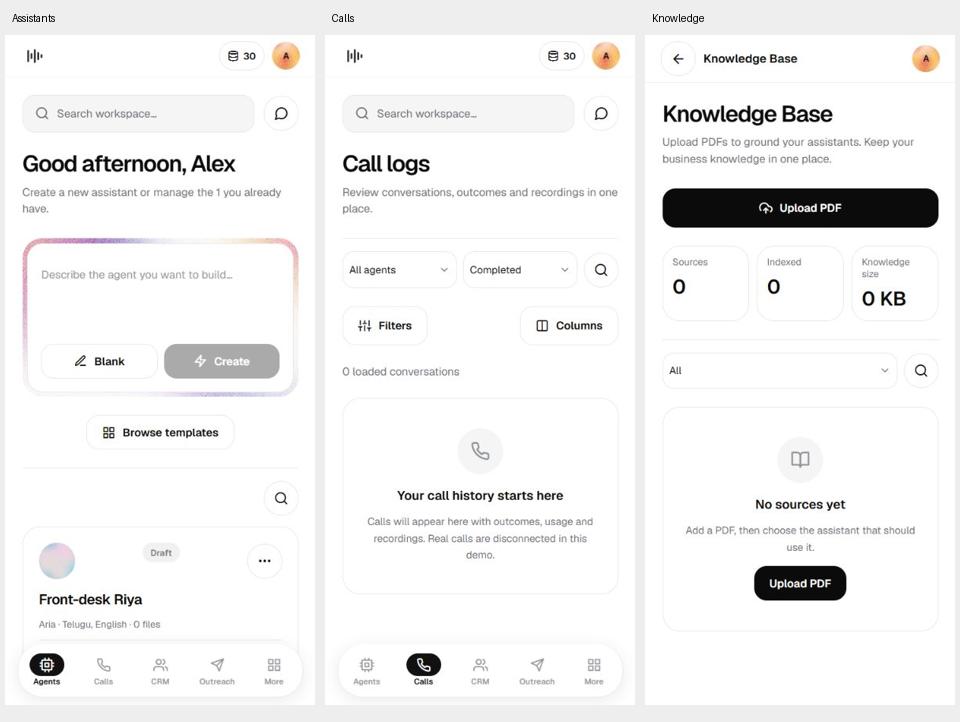 Assistants
30
A
Search workspace...
Good afternoon, Alex
Create a new assistant or manage the 1 you already
have.
Describe the agent you want to build...
Blank
Create
Browse templates
Draft
Front-desk Riya
Aria · Telugu, English · 0 files
Agents
Calls
CRM
Outreach
More
Calls
30
A
Search workspace...
Call logs
Review conversations, outcomes and recordings in one
place.
All agents
Completed
Filters
Columns
0 loaded conversations
Your call history starts here
Calls will appear here with outcomes, usage and
recordings. Real calls are disconnected in this
demo.
Agents
Calls
CRM
Outreach
More
Knowledge
Knowledge Base
A
Knowledge Base
Upload PDFs to ground your assistants. Keep your
business knowledge in one place.
Upload PDF
Sources
0
Indexed
0
Knowledge
size
0 KB
All
No sources yet
Add a PDF, then choose the assistant that should
use it.
Upload PDF